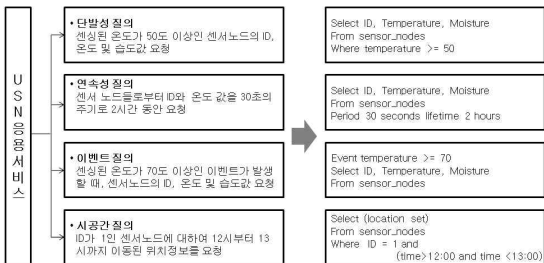 USN응용서비스
• 단발성 질의
센싱된 온도가 50도 이상인 센서노드의 ID,
온도 및 습도값 요청
Select ID, Temperature, Moisture
From sensor_nodes
Where temperature >= 50
• 연속성 질의
센서 노드들로부터 ID와 온도 값을 30초의
주기로 2시간 동안 요청
Select ID, Temperature, Moisture
From sensor_nodes
Period 30 seconds lifetime 2 hours
• 이벤트 질의
센싱된 온도가 70도 이상인 이벤트가 발생
할 때, 센서노드의 ID, 온도 및 습도값 요청
Event temperature >= 70
Select ID, Temperature, Moisture
From sensor_nodes
• 시공간 질의
ID가 1인 센서노드에 대하여 12시부터 13
시까지 이동된 위치정보를 요청
Select (location set)
From sensor_nodes
Where ID = 1 and
(time>12:00 and time <13:00)